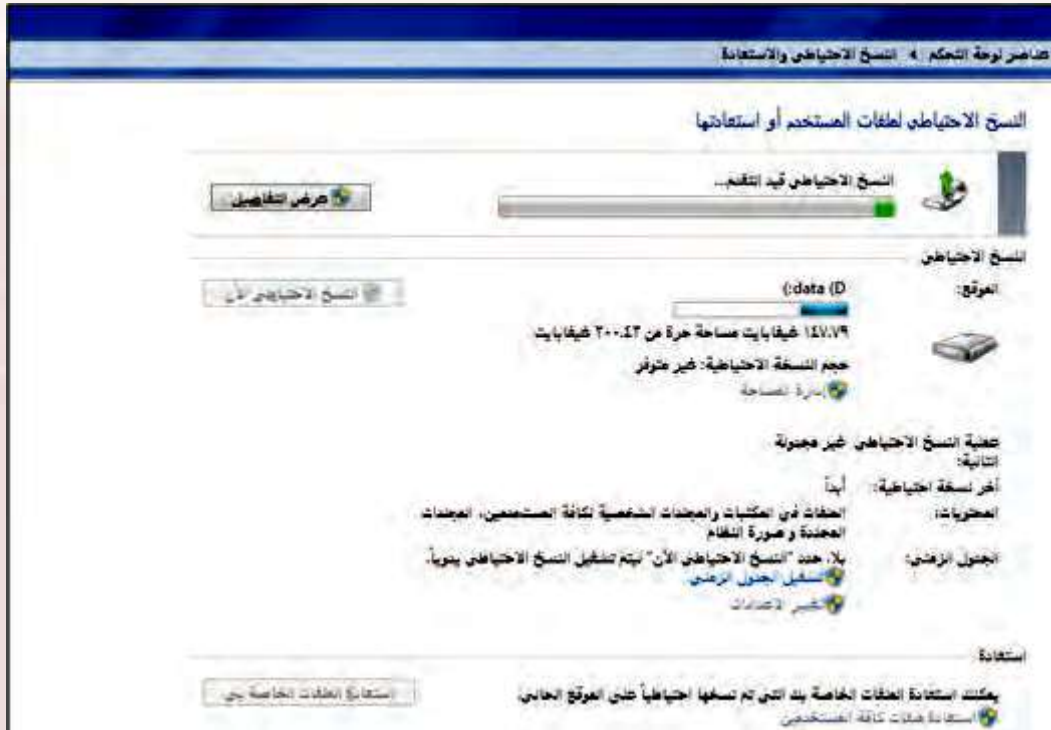 عناصر لوحة التحكم ◄ النسخ الاحتياطي والاستعادة
النسخ الاحتياطي لملفات المستخدم أو استعادتها
النسخ الاحتياطي قيد التقدم...
عرض التفاصيل
النسخ الاحتياطي
الموقع:
(:data (D
النسخ الاحتياطي الآن
١٤٧.٧٩ غيغابايت مساحة حرة من ٢٠٠.٤٣ غيغابايت
حجم النسخة الاحتياطية: غير متوفر
إدارة المساحة
عملية النسخ الاحتياطي غير مجدولة
التالية:
آخر نسخة احتياطية: أبداً
المحتويات: الملفات في المكتبات والمجلدات الشخصية لكافة المستخدمين، المجلدات
المحددة و صورة النظام
الجدول الزمني: بلا. حدد "النسخ الاحتياطي الآن" ليتم تشغيل النسخ الاحتياطي يدوياً.
تشغيل الجدول الزمني
تغيير الإعدادات
استعادة
يمكنك استعادة الملفات الخاصة بك التي تم نسخها احتياطياً على الموقع الحالي.
استعادة الملفات الخاصة بي
استعادة ملفات كافة المستخدمين